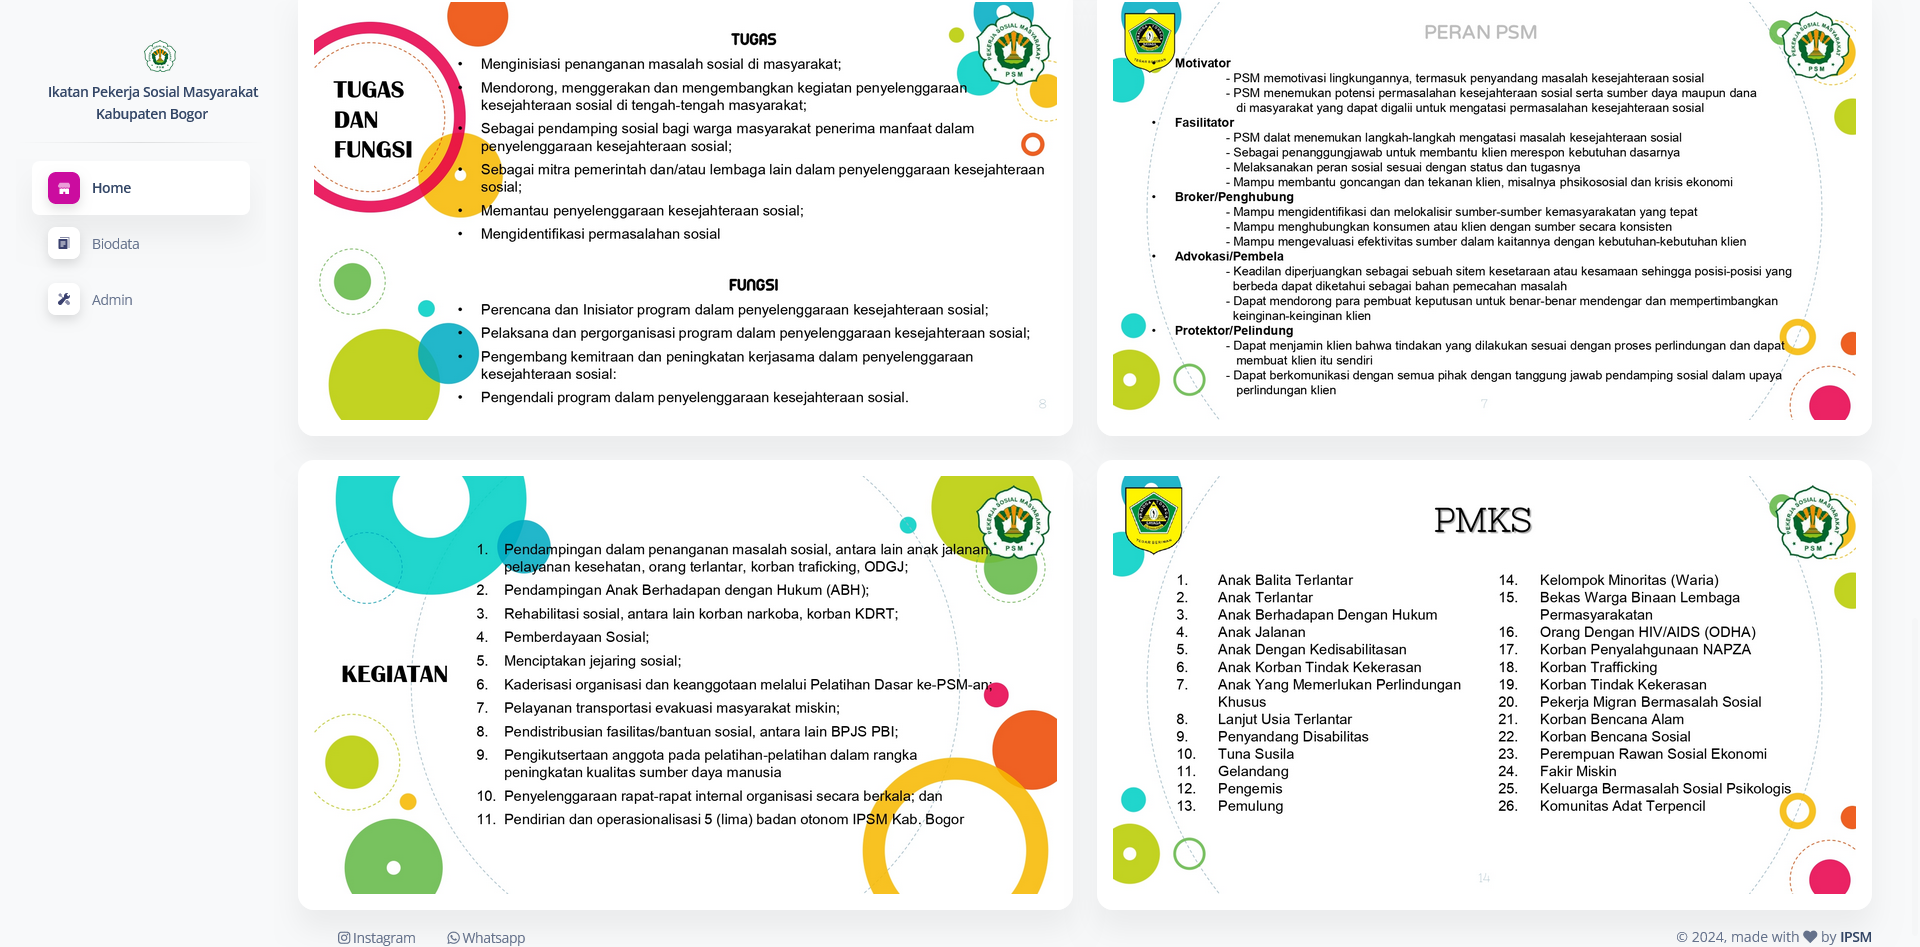 Ikatan Pekerja Sosial Masyarakat
Kabupaten Bogor
Home
Biodata
Admin
TUGAS
DAN
FUNGSI
TUGAS
• Menginisiasi penanganan masalah sosial di masyarakat;
• Mendorong, menggerakan dan mengembangkan kegiatan penyelenggaraan
kesejahteraan sosial di tengah-tengah masyarakat;
• Sebagai pendamping sosial bagi warga masyarakat penerima manfaat dalam
penyelenggaraan kesejahteraan sosial;
• Sebagai mitra pemerintah dan/atau lembaga lain dalam penyelenggaraan kesejahteraan
sosial;
• Memantau penyelenggaraan kesejahteraan sosial;
• Mengidentifikasi permasalahan sosial
FUNGSI
• Perencana dan Inisiator program dalam penyelenggaraan kesejahteraan sosial;
• Pelaksana dan pergorganisasi program dalam penyelenggaraan kesejahteraan sosial;
• Pengembang kemitraan dan peningkatan kerjasama dalam penyelenggaraan
kesejahteraan sosial:
• Pengendali program dalam penyelenggaraan kesejahteraan sosial.
8
PEKERJA SOSIAL MASYARAKAT
PSM
PERAN PSM
TEGAR BERIMAN
PEKERJA SOSIAL MASYARAKAT
PSM
• Motivator
- PSM memotivasi lingkungannya, termasuk penyandang masalah kesejahteraan sosial
- PSM menemukan potensi permasalahan kesejahteraan sosial serta sumber daya maupun dana
di masyarakat yang dapat digalii untuk mengatasi permasalahan kesejahteraan sosial
• Fasilitator
- PSM dalat menemukan langkah-langkah mengatasi masalah kesejahteraan sosial
- Sebagai penanggungjawab untuk membantu klien merespon kebutuhan dasarnya
- Melaksanakan peran sosial sesuai dengan status dan tugasnya
- Mampu membantu goncangan dan tekanan klien, misalnya phsikososial dan krisis ekonomi
• Broker/Penghubung
- Mampu mengidentifikasi dan melokalisir sumber-sumber kemasyarakatan yang tepat
- Mampu menghubungkan konsumen atau klien dengan sumber secara konsisten
- Mampu mengevaluasi efektivitas sumber dalam kaitannya dengan kebutuhan-kebutuhan klien
• Advokasi/Pembela
- Keadilan diperjuangkan sebagai sebuah sitem kesetaraan atau kesamaan sehingga posisi-posisi yang
berbeda dapat diketahui sebagai bahan pemecahan masalah
- Dapat mendorong para pembuat keputusan untuk benar-benar mendengar dan mempertimbangkan
keinginan-keinginan klien
• Protektor/Pelindung
- Dapat menjamin klien bahwa tindakan yang dilakukan sesuai dengan proses perlindungan dan dapat
membuat klien itu sendiri
- Dapat berkomunikasi dengan semua pihak dengan tanggung jawab pendamping sosial dalam upaya
perlindungan klien
7
KEGIATAN
PEKERJA SOSIAL MASYARAKAT
PSM
1. Pendampingan dalam penanganan masalah sosial, antara lain anak jalanan,
pelayanan kesehatan, orang terlantar, korban traficking, ODGJ;
2. Pendampingan Anak Berhadapan dengan Hukum (ABH);
3. Rehabilitasi sosial, antara lain korban narkoba, korban KDRT;
4. Pemberdayaan Sosial;
5. Menciptakan jejaring sosial;
6. Kaderisasi organisasi dan keanggotaan melalui Pelatihan Dasar ke-PSM-an;
7. Pelayanan transportasi evakuasi masyarakat miskin;
8. Pendistribusian fasilitas/bantuan sosial, antara lain BPJS PBI;
9. Pengikutsertaan anggota pada pelatihan-pelatihan dalam rangka
peningkatan kualitas sumber daya manusia
10. Penyelenggaraan rapat-rapat internal organisasi secara berkala; dan
11. Pendirian dan operasionalisasi 5 (lima) badan otonom IPSM Kab. Bogor
PMKS
TEGAR BERIMAN
PEKERJA SOSIAL MASYARAKAT
PSM
1. Anak Balita Terlantar
2. Anak Terlantar
3. Anak Berhadapan Dengan Hukum
4. Anak Jalanan
5. Anak Dengan Kedisabilitasan
6. Anak Korban Tindak Kekerasan
7. Anak Yang Memerlukan Perlindungan
Khusus
8. Lanjut Usia Terlantar
9. Penyandang Disabilitas
10. Tuna Susila
11. Gelandang
12. Pengemis
13. Pemulung
14. Kelompok Minoritas (Waria)
15. Bekas Warga Binaan Lembaga
Permasyarakatan
16. Orang Dengan HIV/AIDS (ODHA)
17. Korban Penyalahgunaan NAPZA
18. Korban Trafficking
19. Korban Tindak Kekerasan
20. Pekerja Migran Bermasalah Sosial
21. Korban Bencana Alam
22. Korban Bencana Sosial
23. Perempuan Rawan Sosial Ekonomi
24. Fakir Miskin
25. Keluarga Bermasalah Sosial Psikologis
26. Komunitas Adat Terpencil
14
Instagram
Whatsapp
© 2024, made with ♥ by IPSM